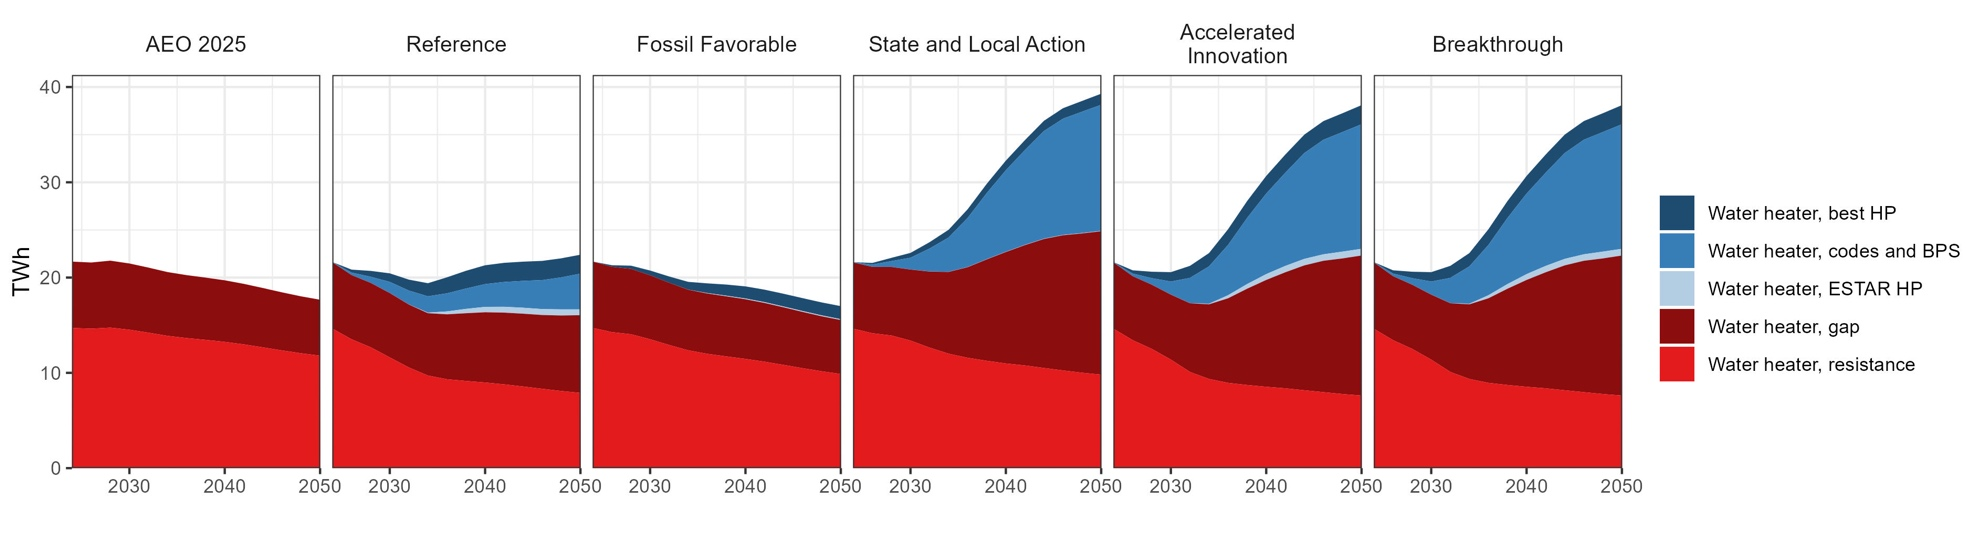 AEO 2025
Reference
Fossil Favorable
State and Local Action
Accelerated
Innovation
Breakthrough
TWh
40
30
20
10
0
2030 2040 2050
2030 2040 2050
2030 2040 2050
2030 2040 2050
2030 2040 2050
2030 2040 2050
Water heater, best HP
Water heater, codes and BPS
Water heater, ESTAR HP
Water heater, gap
Water heater, resistance